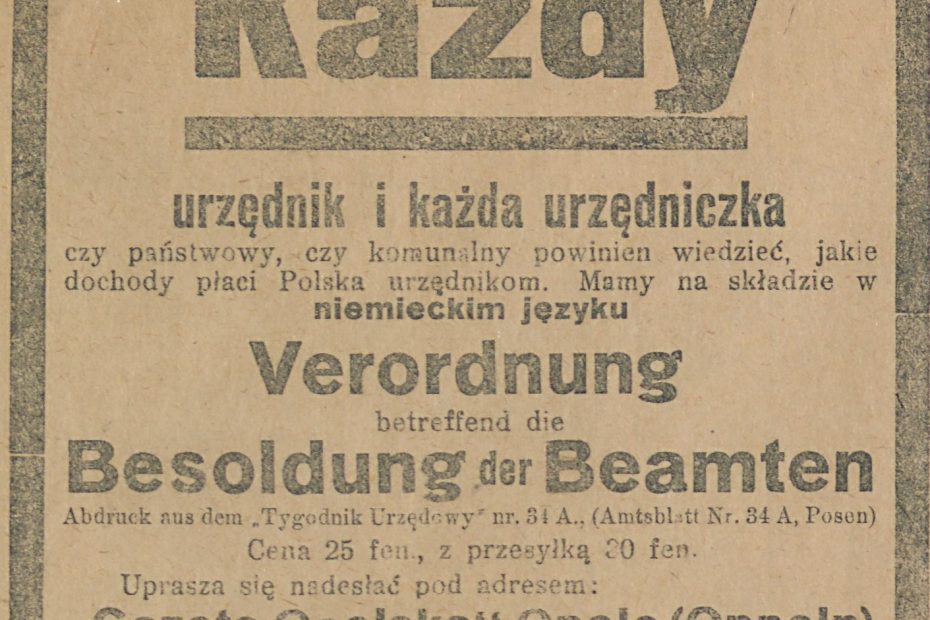 Każdy
urzędnik i każda urzędniczka
czy państwowy, czy komunalny powinien wiedzieć, jakie
dochody płaci Polska urzędnikom. Mamy na składzie w
niemieckim języku
Verordnung
betreffend die
Besoldung der Beamten
Abdruck aus dem „Tygodnik Urzędowy" nr. 34 A., (Amtsblatt Nr. 34 A, Posen)
Cena 25 fen., z przesyłką 30 fen.
Uprasza się nadesłać pod adresem:
(Oppeln)